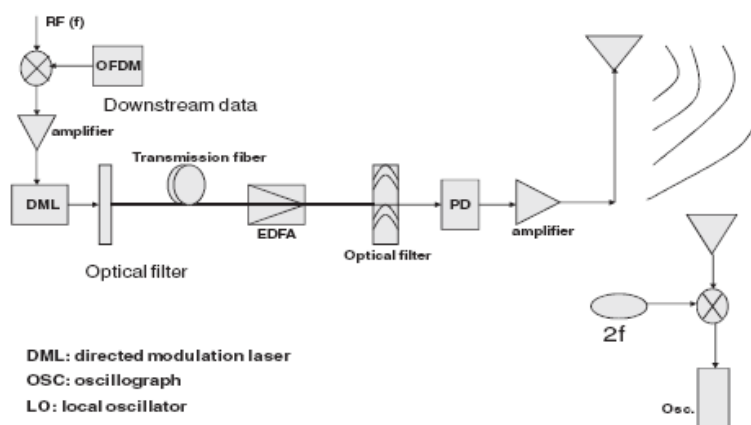 RF (f)
OFDM
Downstream data
amplifier
Transmission fiber
DML
PD
EDFA
amplifier
Optical filter
Optical filter
2f
DML: directed modulation laser
OSC: oscillograph
LO: local oscillator
Osc.